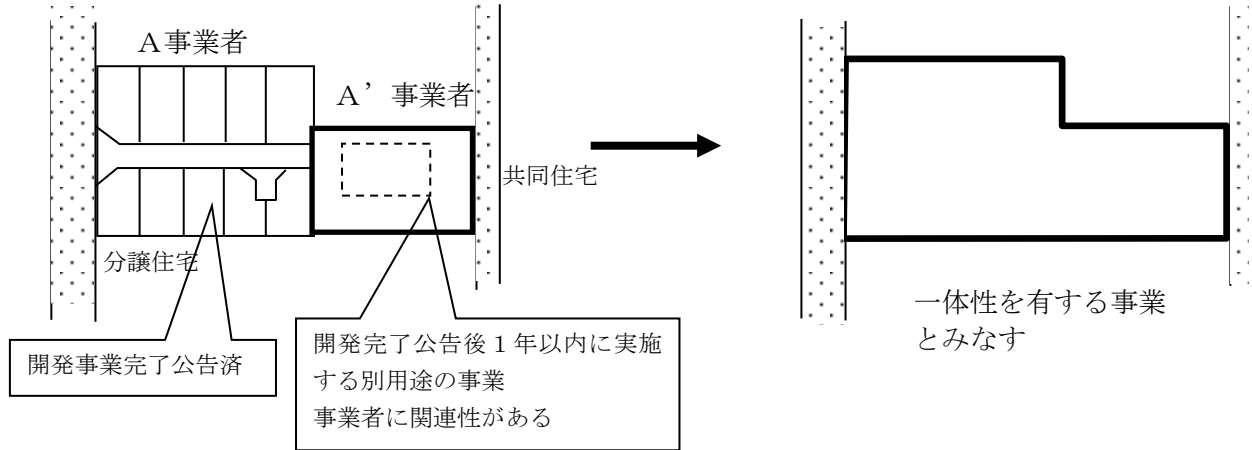 A事業者
A’事業者
共同住宅
分譲住宅
開発事業完了公告済
開発完了公告後1年以内に実施
する別用途の事業
事業者に関連性がある
一体性を有する事業
とみなす